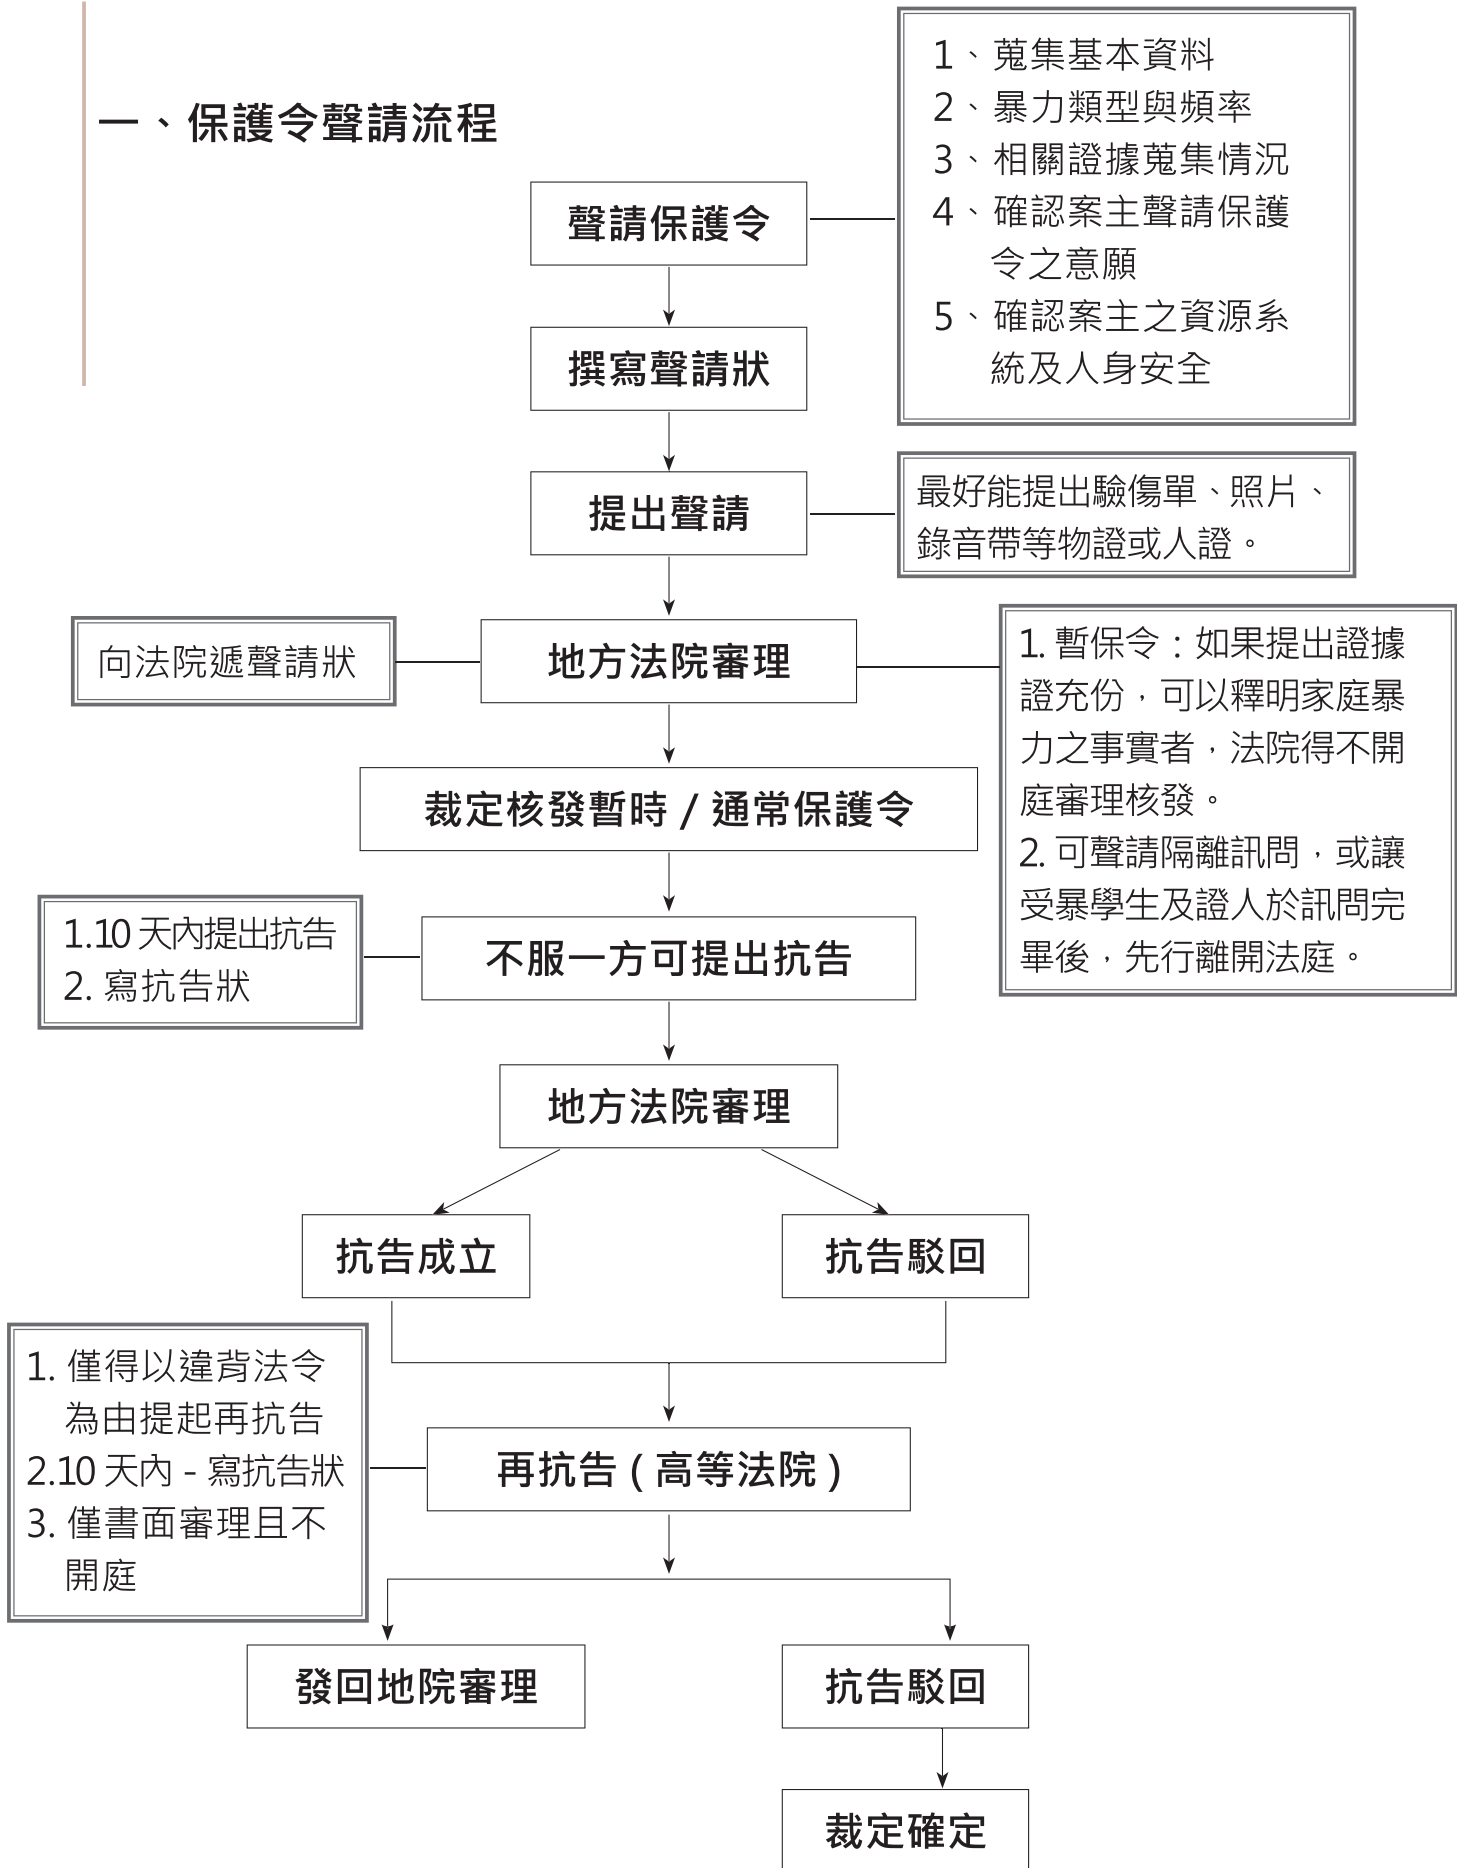 一、保護令聲請流程
聲請保護令
1、蒐集基本資料
2、暴力類型與頻率
3、相關證據蒐集情況
4、確認案主聲請保護
令之意願
5、確認案主之資源系
統及人身安全
撰寫聲請狀
提出聲請
最好能提出驗傷單、照片、
錄音帶等物證或人證。
向法院遞聲請狀
地方法院審理
1. 暫保令：如果提出證據
證充份，可以釋明家庭暴
力之事實者，法院得不開
庭審理核發。
2. 可聲請隔離訊問，或讓
受暴學生及證人於訊問完
畢後，先行離開法庭。
裁定核發暫時 / 通常保護令
1.10 天內提出抗告
2. 寫抗告狀
不服一方可提出抗告
地方法院審理
抗告成立
抗告駁回
1. 僅得以違背法令
為由提起再抗告
2.10 天內 - 寫抗告狀
3. 僅書面審理且不
開庭
再抗告 ( 高等法院 )
發回地院審理
抗告駁回
裁定確定